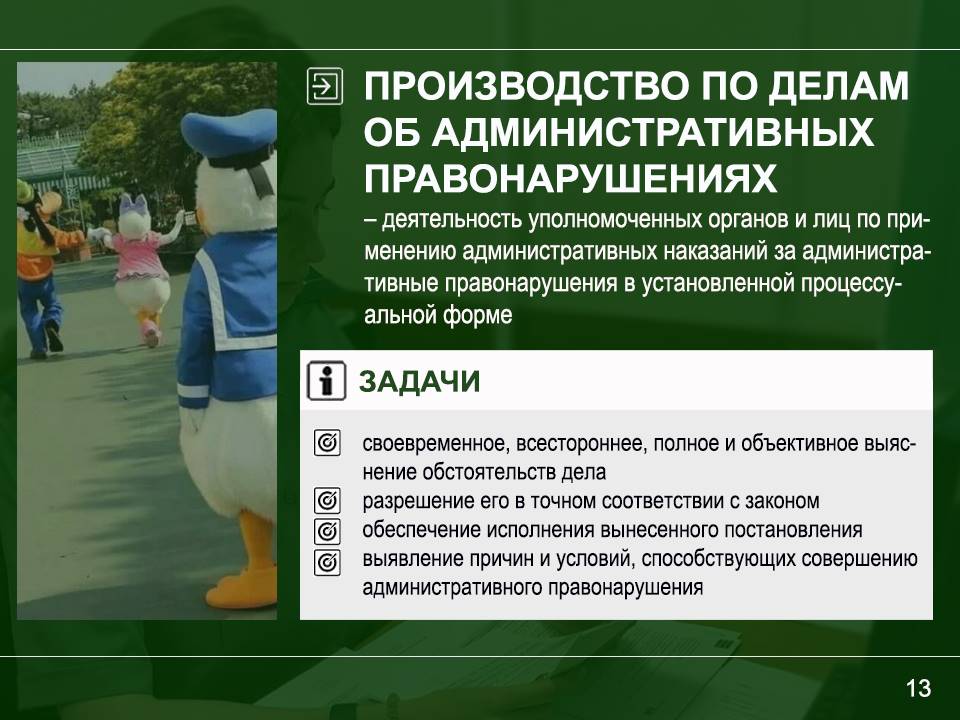 ПРОИЗВОДСТВО ПО ДЕЛАМ
ОБ АДМИНИСТРАТИВНЫХ
ПРАВОНАРУШЕНИЯХ
– деятельность уполномоченных органов и лиц по при-
менению административных наказаний за администра-
тивные правонарушения в установленной процессу-
альной форме
ЗАДАЧИ
своевременное, всестороннее, полное и объективное выяс-
нение обстоятельств дела
разрешение его в точном соответствии с законом
обеспечение исполнения вынесенного постановления
выявление причин и условий, способствующих совершению
административного правонарушения
13